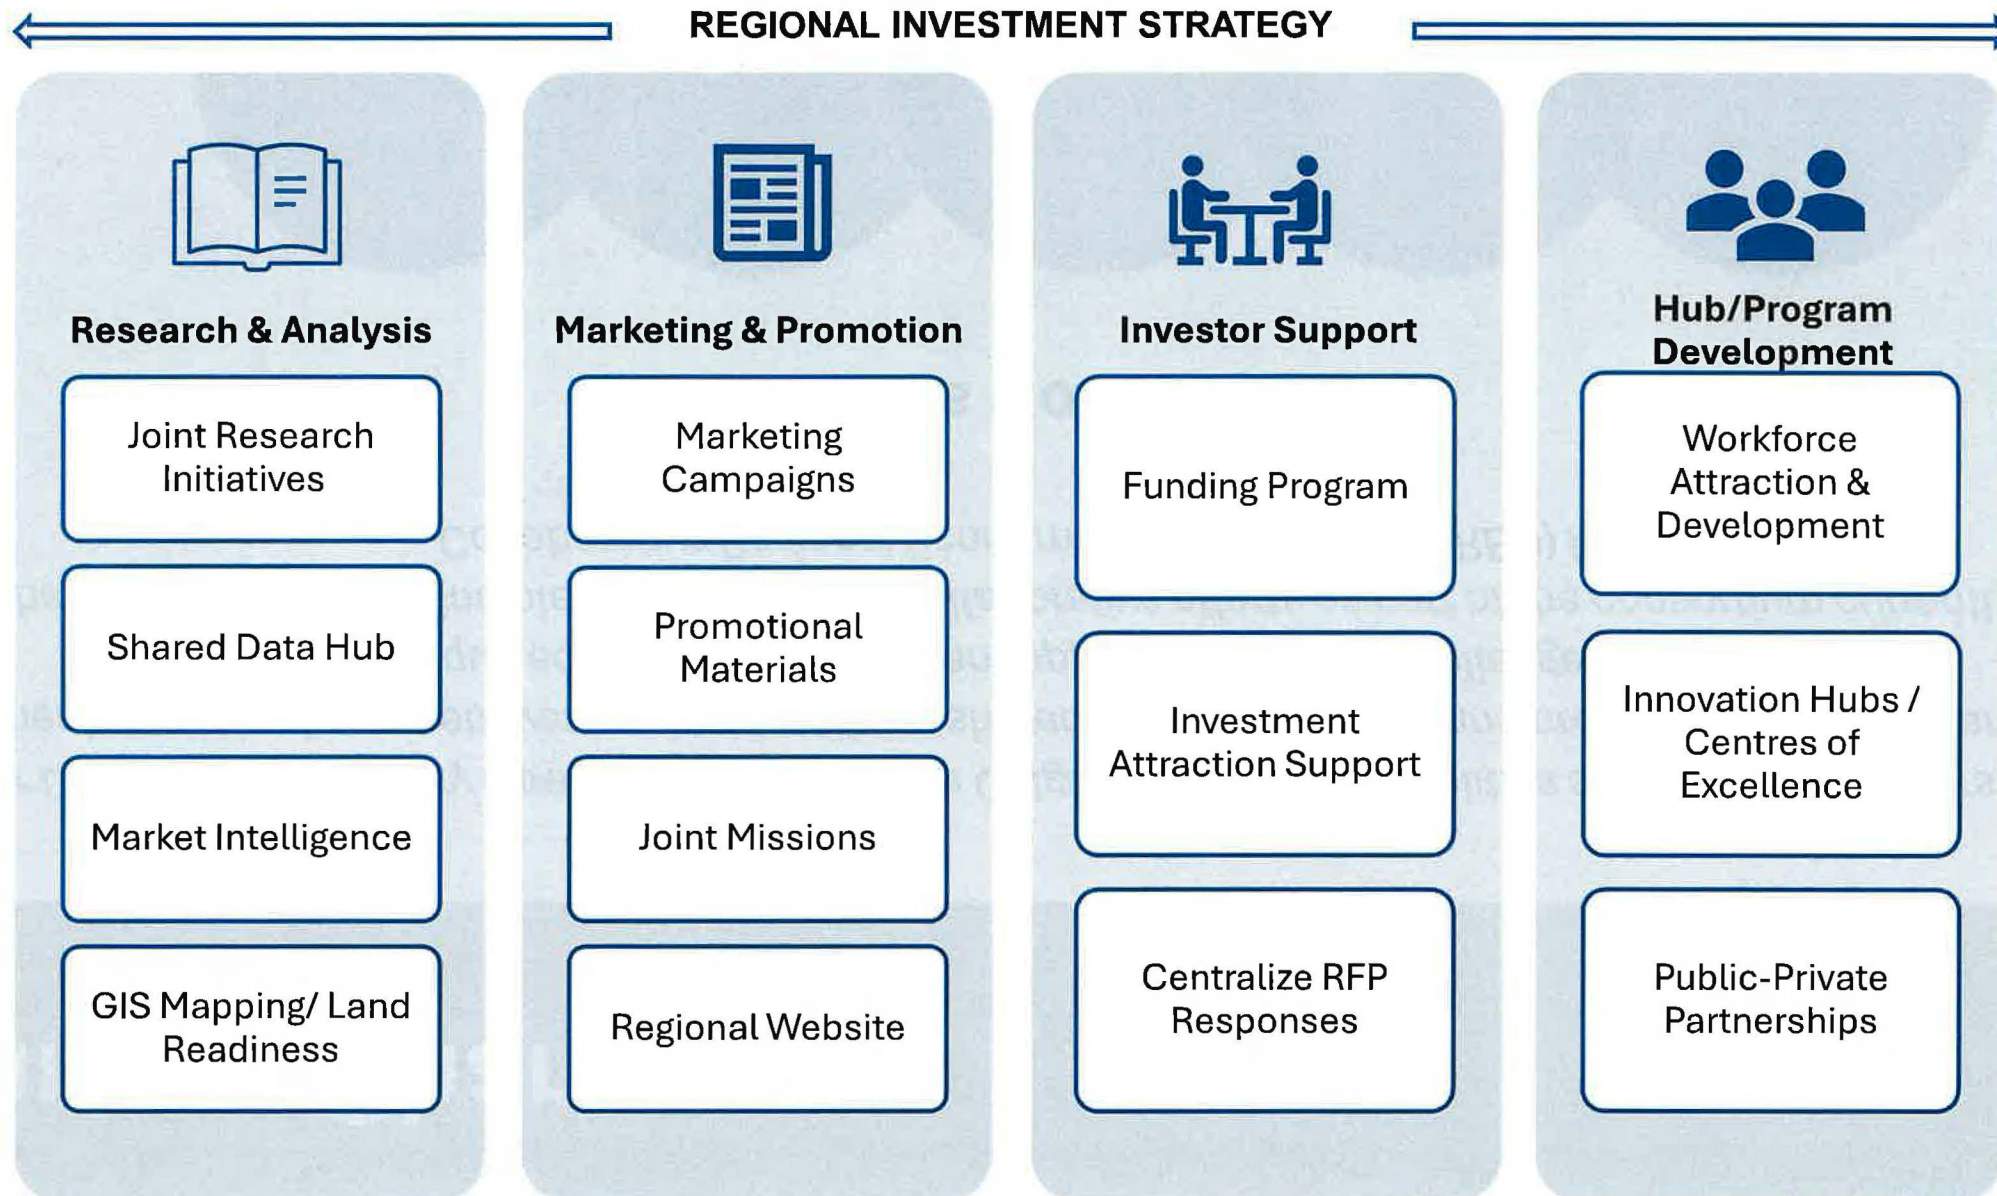 REGIONAL INVESTMENT STRATEGY
Research & Analysis
Joint Research
Initiatives
Shared Data Hub
Market Intelligence
GIS Mapping/ Land
Readiness
Marketing & Promotion
Marketing
Campaigns
Promotional
Materials
Joint Missions
Regional Website
Investor Support
Funding Program
Investment
Attraction Support
Centralize RFP
Responses
Hub/Program
Development
Workforce
Attraction &
Development
Innovation Hubs /
Centres of
Excellence
Public-Private
Partnerships